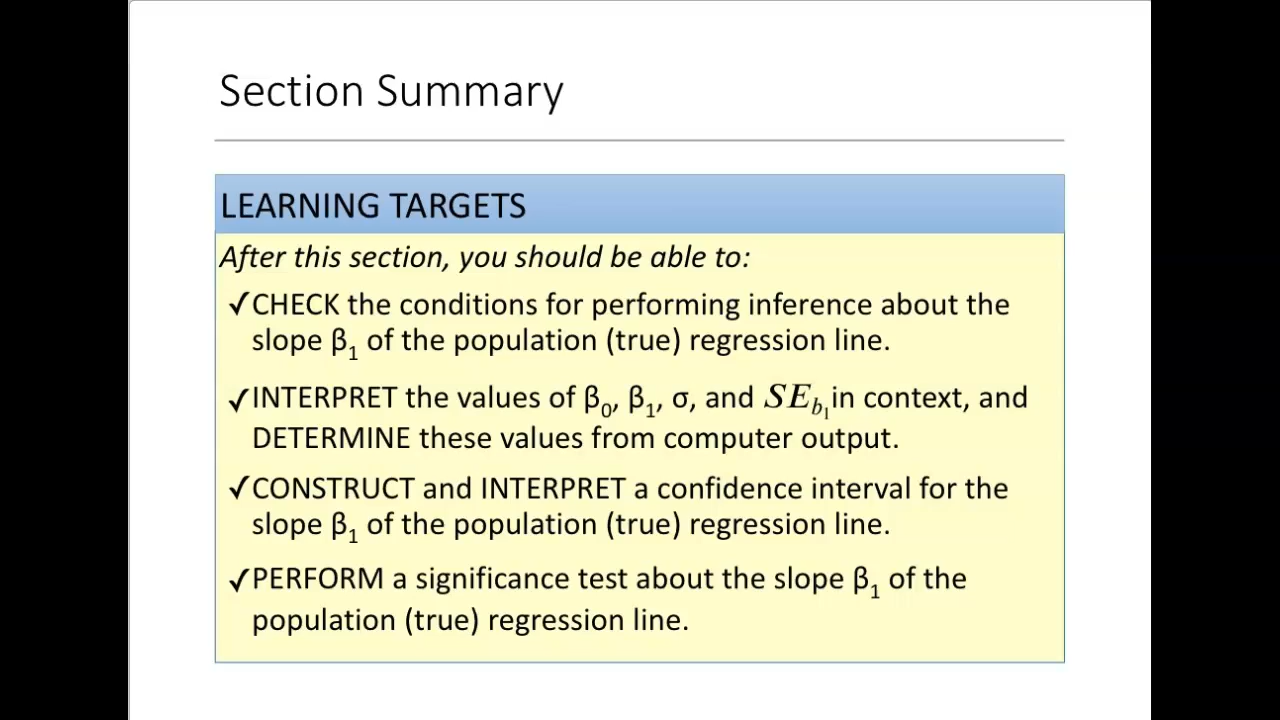 Section Summary
LEARNING TARGETS
After this section, you should be able to:
✓CHECK the conditions for performing inference about the
slope β₁ of the population (true) regression line.
✓INTERPRET the values of β₀, β₁, σ, and SE_b₁ in context, and
DETERMINE these values from computer output.
✓CONSTRUCT and INTERPRET a confidence interval for the
slope β₁ of the population (true) regression line.
✓PERFORM a significance test about the slope β₁ of the
population (true) regression line.